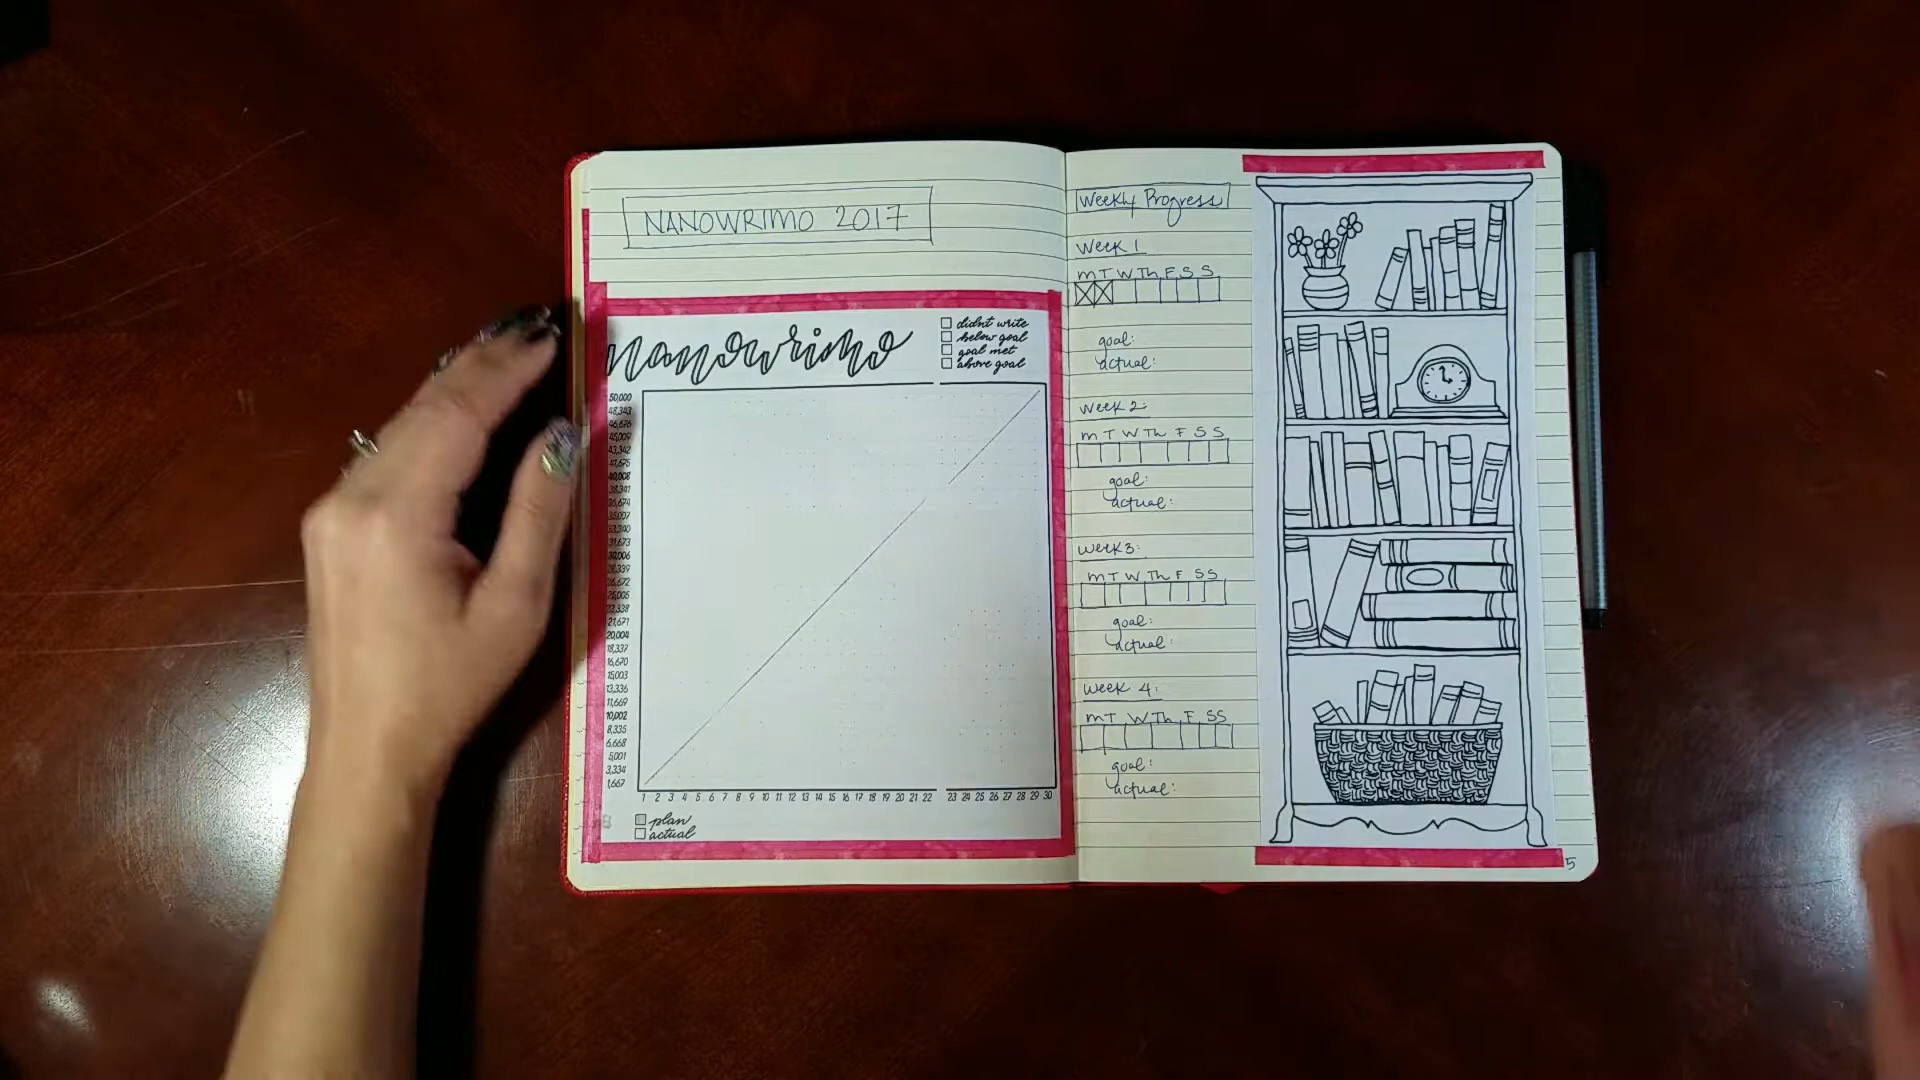 NANOWRIMO 2017
Nanowrimo
didnt write
below goal
goal met
above goal
50,000
48,343
46,676
45,009
43,342
41,675
40,008
38,341
36,674
35,007
33,340
31,673
30,006
28,339
26,672
25,005
23,338
21,671
20,004
18,337
16,670
15,003
13,336
11,669
10,002
8,335
6,668
5,001
3,334
1,667
1 2 3 4 5 6 7 8 9 10 11 12 13 14 15 16 17 18 19 20 21 22 23 24 25 26 27 28 29 30
plan
actual
Weekly Progress
Week 1
M T W Th F S S
goal:
actual:
Week 2:
M T W Th F S S
goal:
actual:
Week 3:
M T W Th F S S
goal:
actual:
Week 4:
M T W Th F S S
goal:
actual:
5